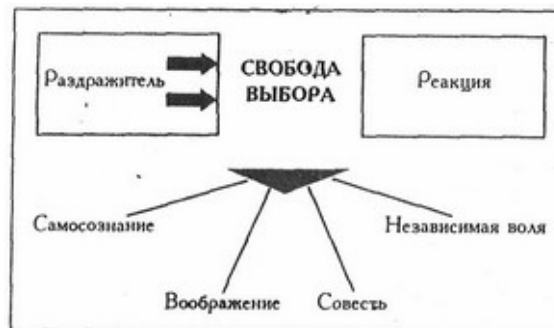 Раздражитель
СВОБОДА
ВЫБОРА
Реакция
Самосознание
Независимая воля
Воображение
Совесть